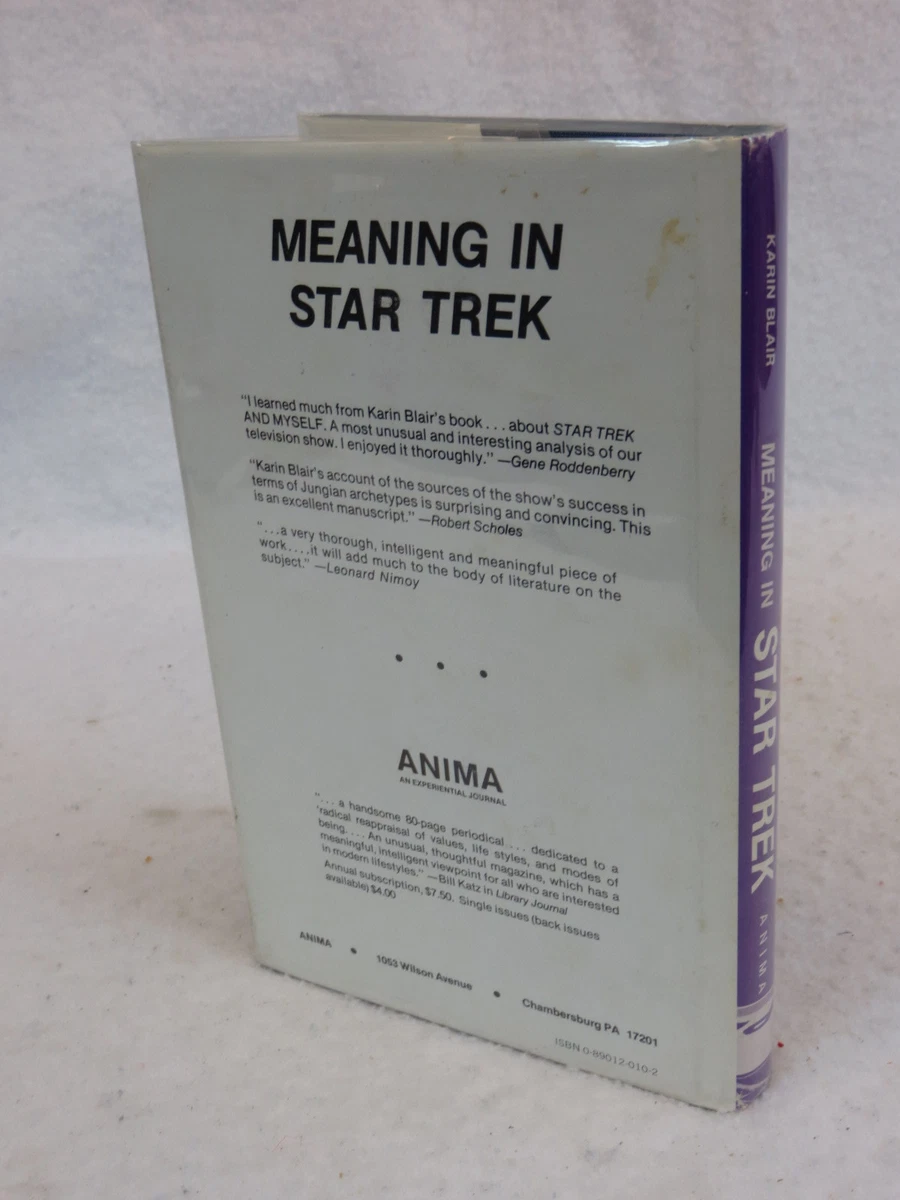 MEANING IN
STAR TREK
"I learned much from Karin Blair's book . . . about STAR TREK
AND MYSELF. A most unusual and interesting analysis of our
television show. I enjoyed it thoroughly." —Gene Roddenberry
"Karin Blair's account of the sources of the show's success in
terms of Jungian archetypes is surprising and convincing. This
is an excellent manuscript." —Robert Scholes
". . .a very thorough, intelligent and meaningful piece of
work. . . .it will add much to the body of literature on the
subject." —Leonard Nimoy
• • •
ANIMA
AN EXPERIENTIAL JOURNAL
". . . a handsome 80-page periodical . . . dedicated to a
'radical reappraisal of values, life styles, and modes of
being. . . . An unusual, thoughtful magazine, which has a
meaningful, intelligent viewpoint for all who are interested
in modern lifestyles." —Bill Katz in Library Journal
Annual subscription, $7.50. Single issues (back issues
available) $4.00
ANIMA • 1053 Wilson Avenue • Chambersburg PA 17201
ISBN 0-89012-010-2
KARIN BLAIR MEANING IN STAR TREK ANIMA